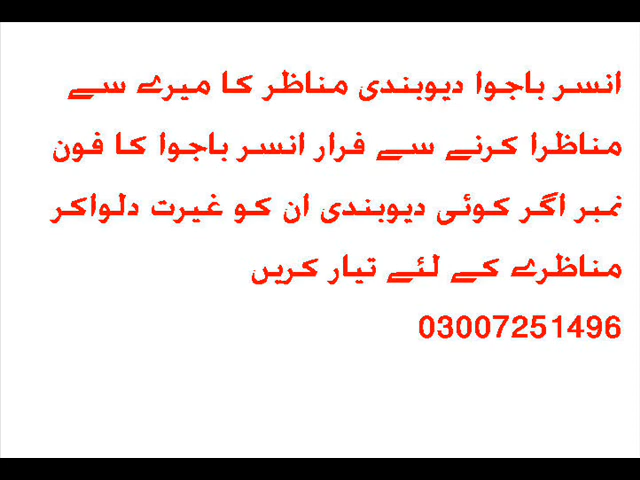 انسر باجوا دیوبندی مناظر کا میرے سے
مناظرا کرنے سے فرار انسر باجوا کا فون
نمبر اگر کوئی دیوبندی ان کو غیرت دلواکر
مناظرے کے لئے تیار کریں
03007251496